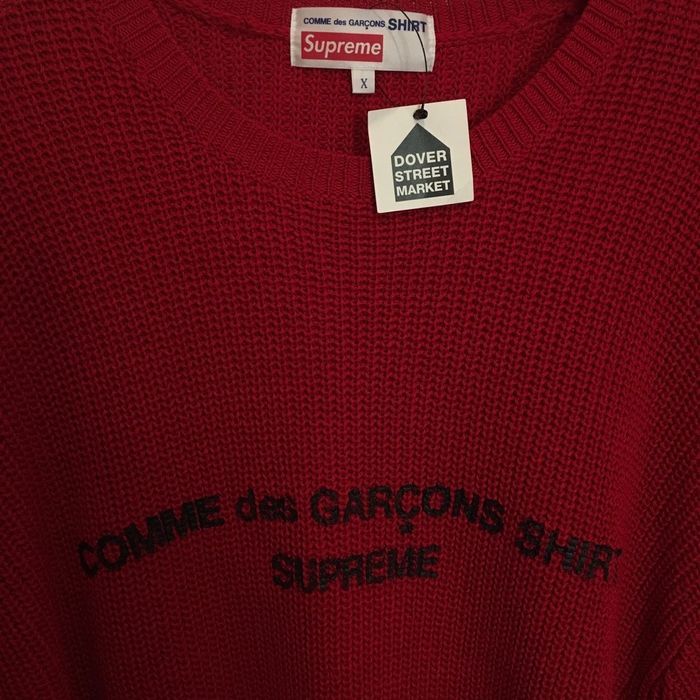 COMME des GARÇONS SHIRT
Supreme
X
DOVER
STREET
MARKET
COMME des GARÇONS SHIRT
SUPREME